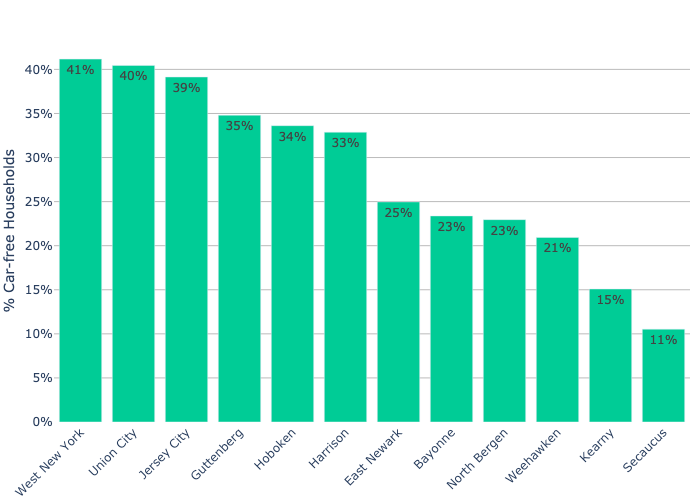 % Car-free Households
40%
35%
30%
25%
20%
15%
10%
5%
0%
41%
40%
39%
35%
34%
33%
25%
23%
23%
21%
15%
11%
West New York
Union City
Jersey City
Guttenberg
Hoboken
Harrison
East Newark
Bayonne
North Bergen
Weehawken
Kearny
Secaucus